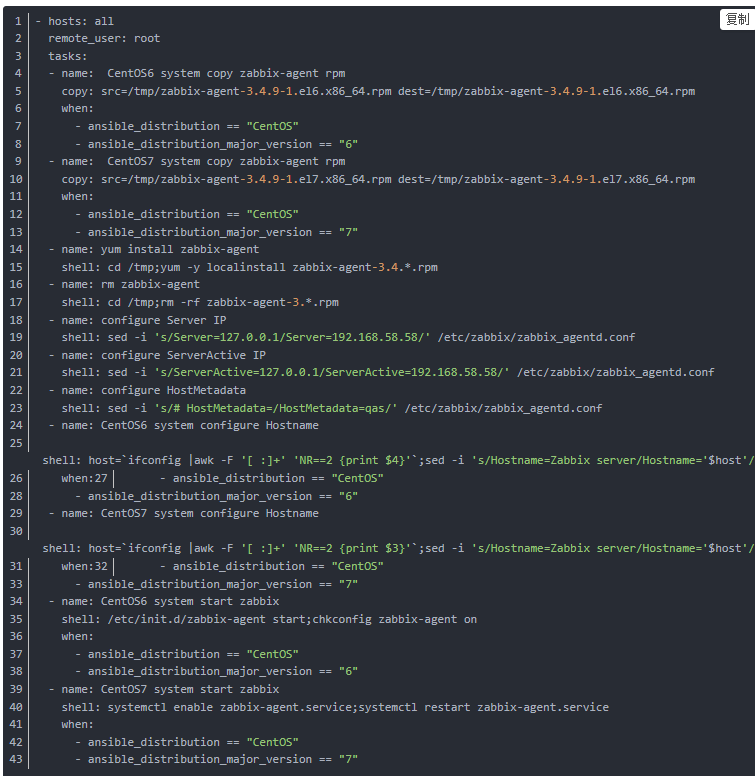 复制
1 - hosts: all
2   remote_user: root
3   tasks:
4   - name:  CentOS6 system copy zabbix-agent rpm
5     copy: src=/tmp/zabbix-agent-3.4.9-1.el6.x86_64.rpm dest=/tmp/zabbix-agent-3.4.9-1.el6.x86_64.rpm
6     when:
7       - ansible_distribution == "CentOS"
8       - ansible_distribution_major_version == "6"
9   - name:  CentOS7 system copy zabbix-agent rpm
10     copy: src=/tmp/zabbix-agent-3.4.9-1.el7.x86_64.rpm dest=/tmp/zabbix-agent-3.4.9-1.el7.x86_64.rpm
11     when:
12       - ansible_distribution == "CentOS"
13       - ansible_distribution_major_version == "7"
14   - name: yum install zabbix-agent
15     shell: cd /tmp;yum -y localinstall zabbix-agent-3.4.*.rpm
16   - name: rm zabbix-agent
17     shell: cd /tmp;rm -rf zabbix-agent-3.*.rpm
18   - name: configure Server IP
19     shell: sed -i 's/Server=127.0.0.1/Server=192.168.58.58/' /etc/zabbix/zabbix_agentd.conf
20   - name: configure ServerActive IP
21     shell: sed -i 's/ServerActive=127.0.0.1/ServerActive=192.168.58.58/' /etc/zabbix/zabbix_agentd.conf
22   - name: configure HostMetadata
23     shell: sed -i 's/# HostMetadata=/HostMetadata=qas/' /etc/zabbix/zabbix_agentd.conf
24   - name: CentOS6 system configure Hostname
25
shell: host=`ifconfig |awk -F '[ :]+' 'NR==2 {print $4}'`;sed -i 's/Hostname=Zabbix server/Hostname='$host'/
26     when:27       - ansible_distribution == "CentOS"
28       - ansible_distribution_major_version == "6"
29   - name: CentOS7 system configure Hostname
30
shell: host=`ifconfig |awk -F '[ :]+' 'NR==2 {print $3}'`;sed -i 's/Hostname=Zabbix server/Hostname='$host'/
31     when:32       - ansible_distribution == "CentOS"
33       - ansible_distribution_major_version == "7"
34   - name: CentOS6 system start zabbix
35     shell: /etc/init.d/zabbix-agent start;chkconfig zabbix-agent on
36     when:
37       - ansible_distribution == "CentOS"
38       - ansible_distribution_major_version == "6"
39   - name: CentOS7 system start zabbix
40     shell: systemctl enable zabbix-agent.service;systemctl restart zabbix-agent.service
41     when:
42       - ansible_distribution == "CentOS"
43       - ansible_distribution_major_version == "7"